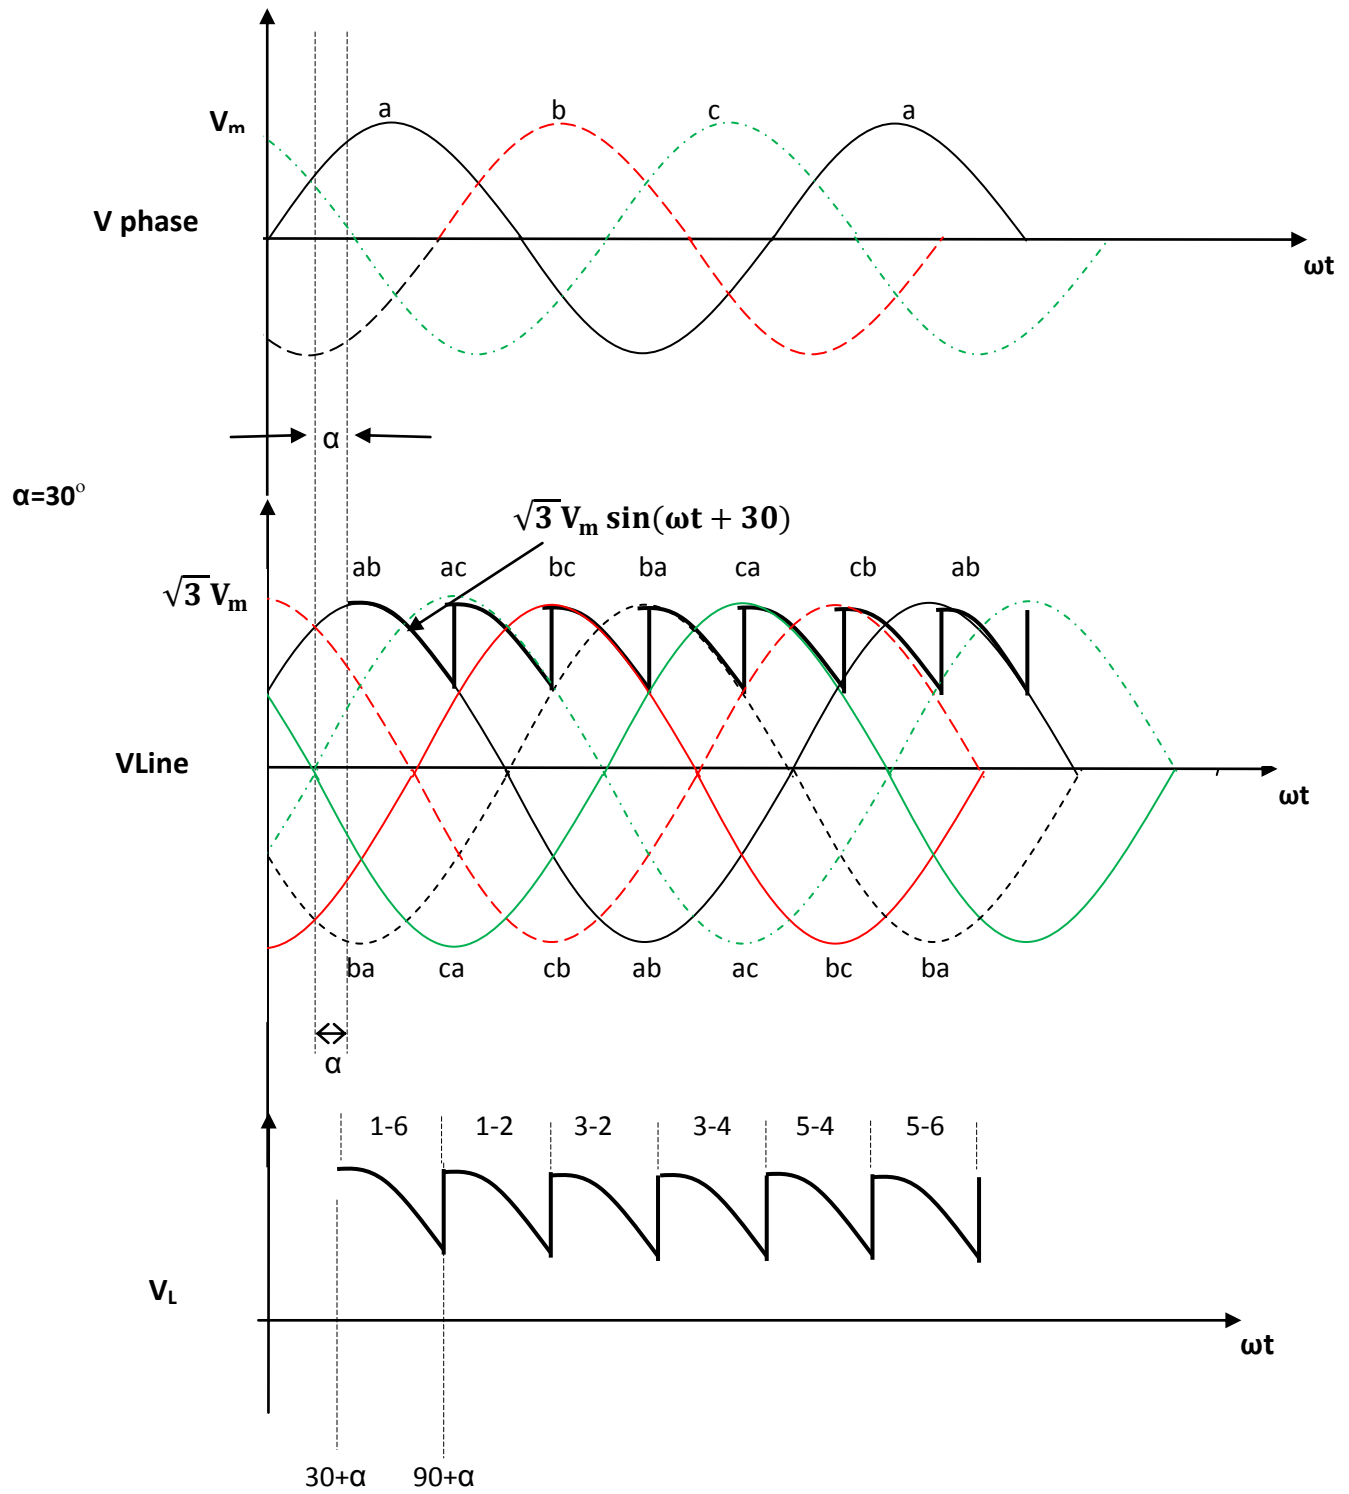 a b c a
Vₘ
V phase
ωt
α
α=30°
√3 Vₘ sin(ωt + 30)
ab ac bc ba ca cb ab
√3 Vₘ
VLine
ωt
ba ca cb ab ac bc ba
α
1-6 1-2 3-2 3-4 5-4 5-6
V_L
ωt
30+α 90+α